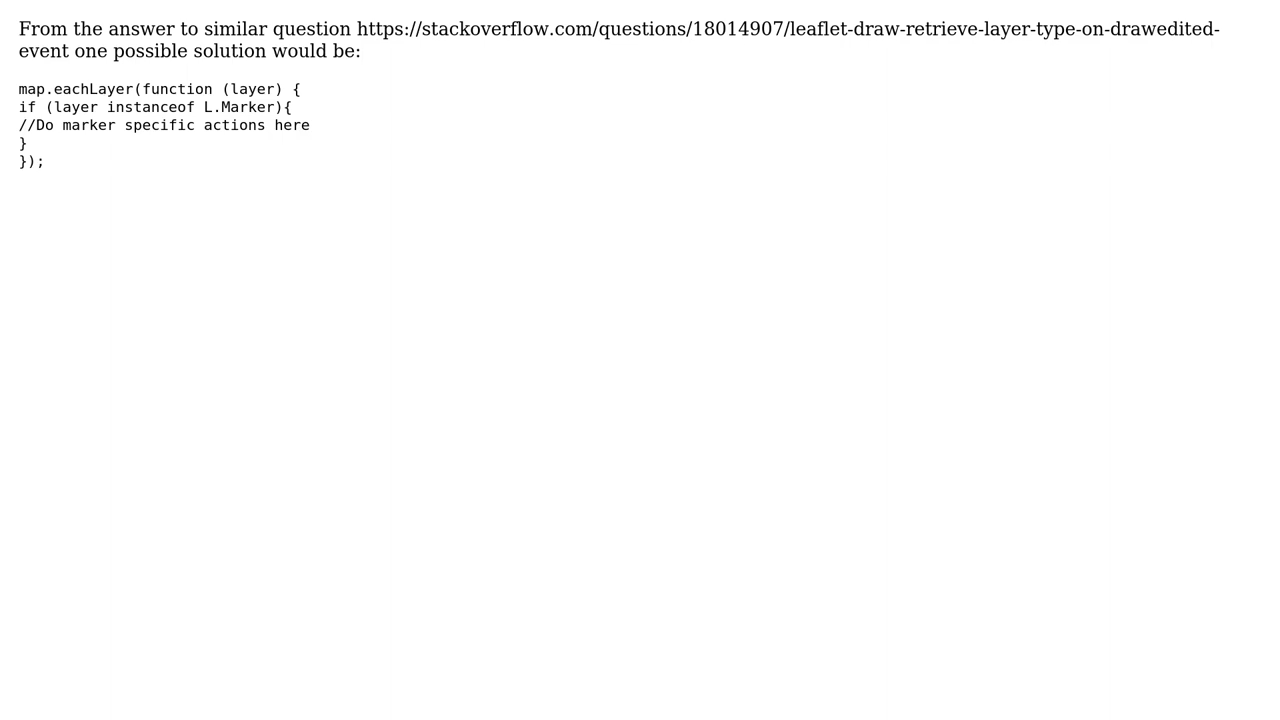 From the answer to similar question https://stackoverflow.com/questions/18014907/leaflet-draw-retrieve-layer-type-on-drawedited-
event one possible solution would be:
map.eachLayer(function (layer) {
if (layer instanceof L.Marker){
//Do marker specific actions here
}
});